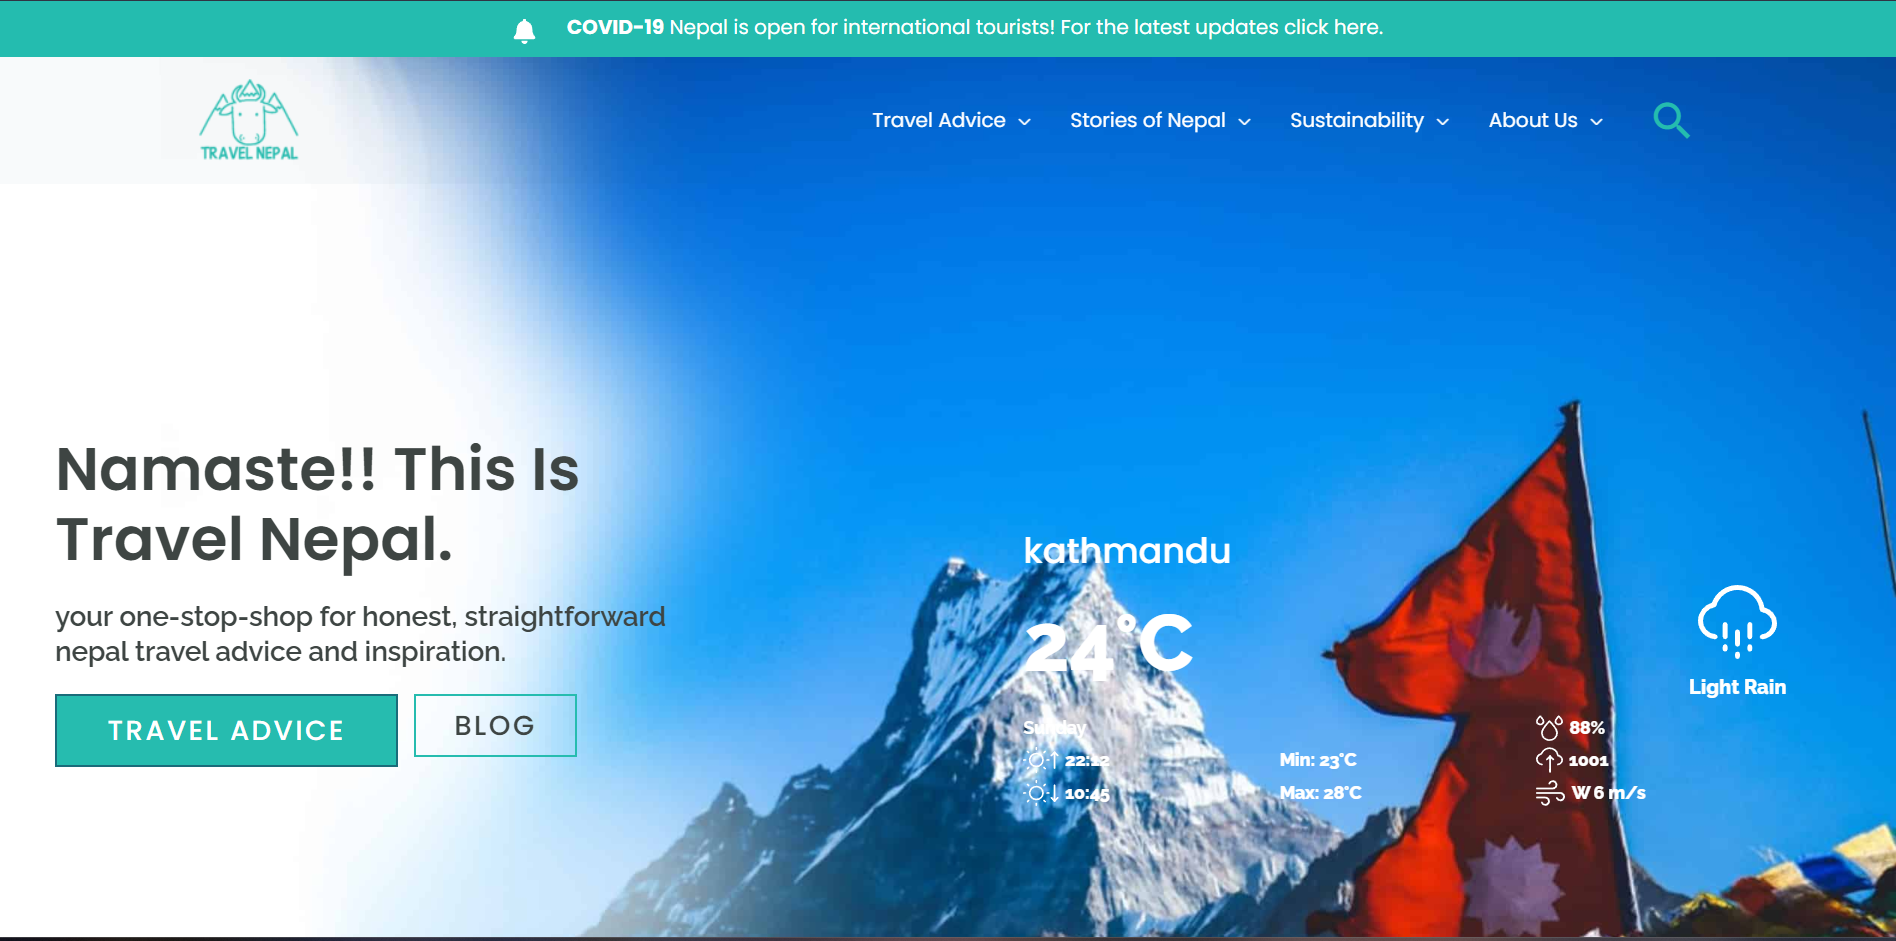 COVID-19 Nepal is open for international tourists! For the latest updates click here.
TRAVEL NEPAL
Travel Advice
Stories of Nepal
Sustainability
About Us
Namaste!! This Is
Travel Nepal.
your one-stop-shop for honest, straightforward
nepal travel advice and inspiration.
TRAVEL ADVICE
BLOG
kathmandu
24°C
Light Rain
Sunday
88%
22:12
Min: 23°C
1001
10:45
Max: 28°C
W 6 m/s